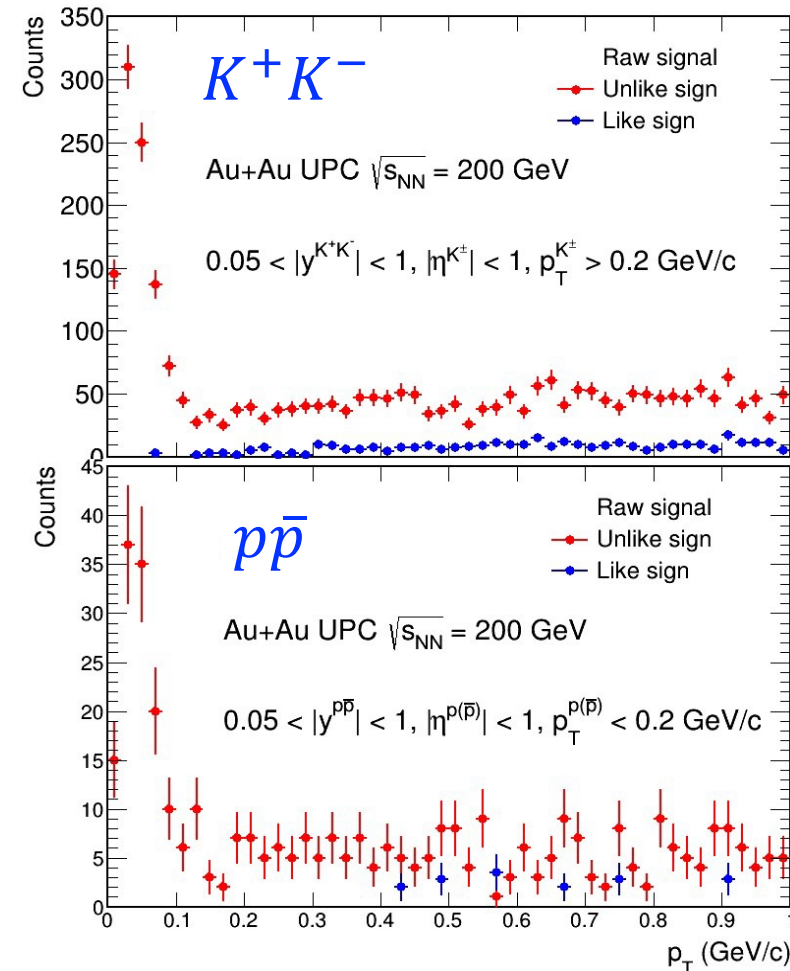 350
Counts
K⁺K⁻
Raw signal
300
Unlike sign
Like sign
250
Au+Au UPC √s_NN = 200 GeV
200
150
0.05 < |y^{K⁺K⁻}| < 1, |η^{K^±}| < 1, p_T^{K^±} > 0.2 GeV/c
100
50
0
45
Counts
40
pp̄
Raw signal
Unlike sign
35
Like sign
30
Au+Au UPC √s_NN = 200 GeV
25
20
0.05 < |y^{pp̄}| < 1, |η^{p(p̄)}| < 1, p_T^{p(p̄)} < 0.2 GeV/c
15
10
5
0
0 0.1 0.2 0.3 0.4 0.5 0.6 0.7 0.8 0.9 1
p_T (GeV/c)